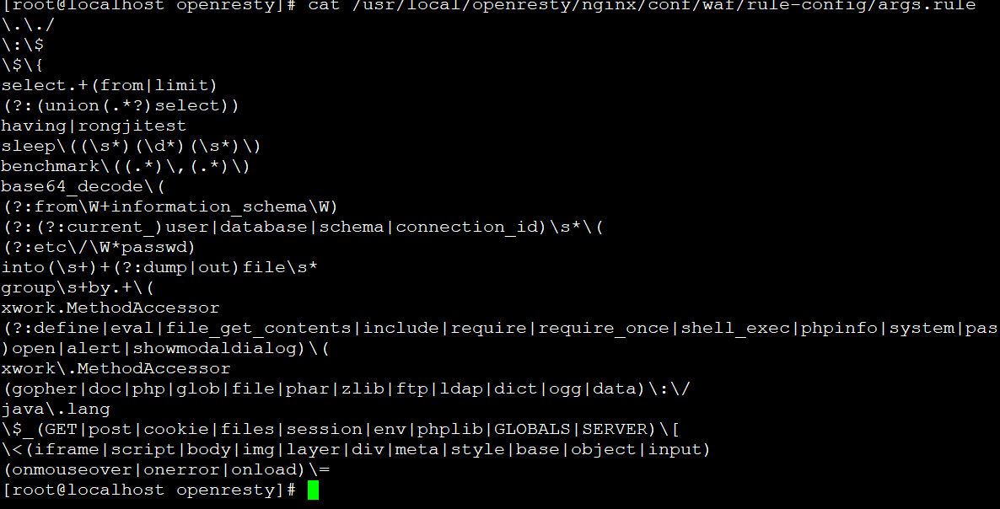 [root@localhost openresty]# cat /usr/local/openresty/nginx/conf/waf/rule-config/args.rule
\.\./
\:\$
\$\{
select.+(from|limit)
(?:(union(.*?)select))
having|rongjitest
sleep\((\s*)(\d*)(\s*)\)
benchmark\((.*)\,(.*)\)
base64_decode\(
(?:from\W+information_schema\W)
(?:(?:current_)user|database|schema|connection_id)\s*\(
(?:etc\/\W*passwd)
into(\s+)+(?:dump|out)file\s*
group\s+by.+\(
xwork.MethodAccessor
(?:define|eval|file_get_contents|include|require|require_once|shell_exec|phpinfo|system|pas
)open|alert|showmodaldialog)\(
xwork\.MethodAccessor
(gopher|doc|php|glob|file|phar|zlib|ftp|ldap|dict|ogg|data)\:\/
java\.lang
\$_(GET|post|cookie|files|session|env|phplib|GLOBALS|SERVER)\[
\<(iframe|script|body|img|layer|div|meta|style|base|object|input)
(onmouseover|onerror|onload)\=
[root@localhost openresty]#